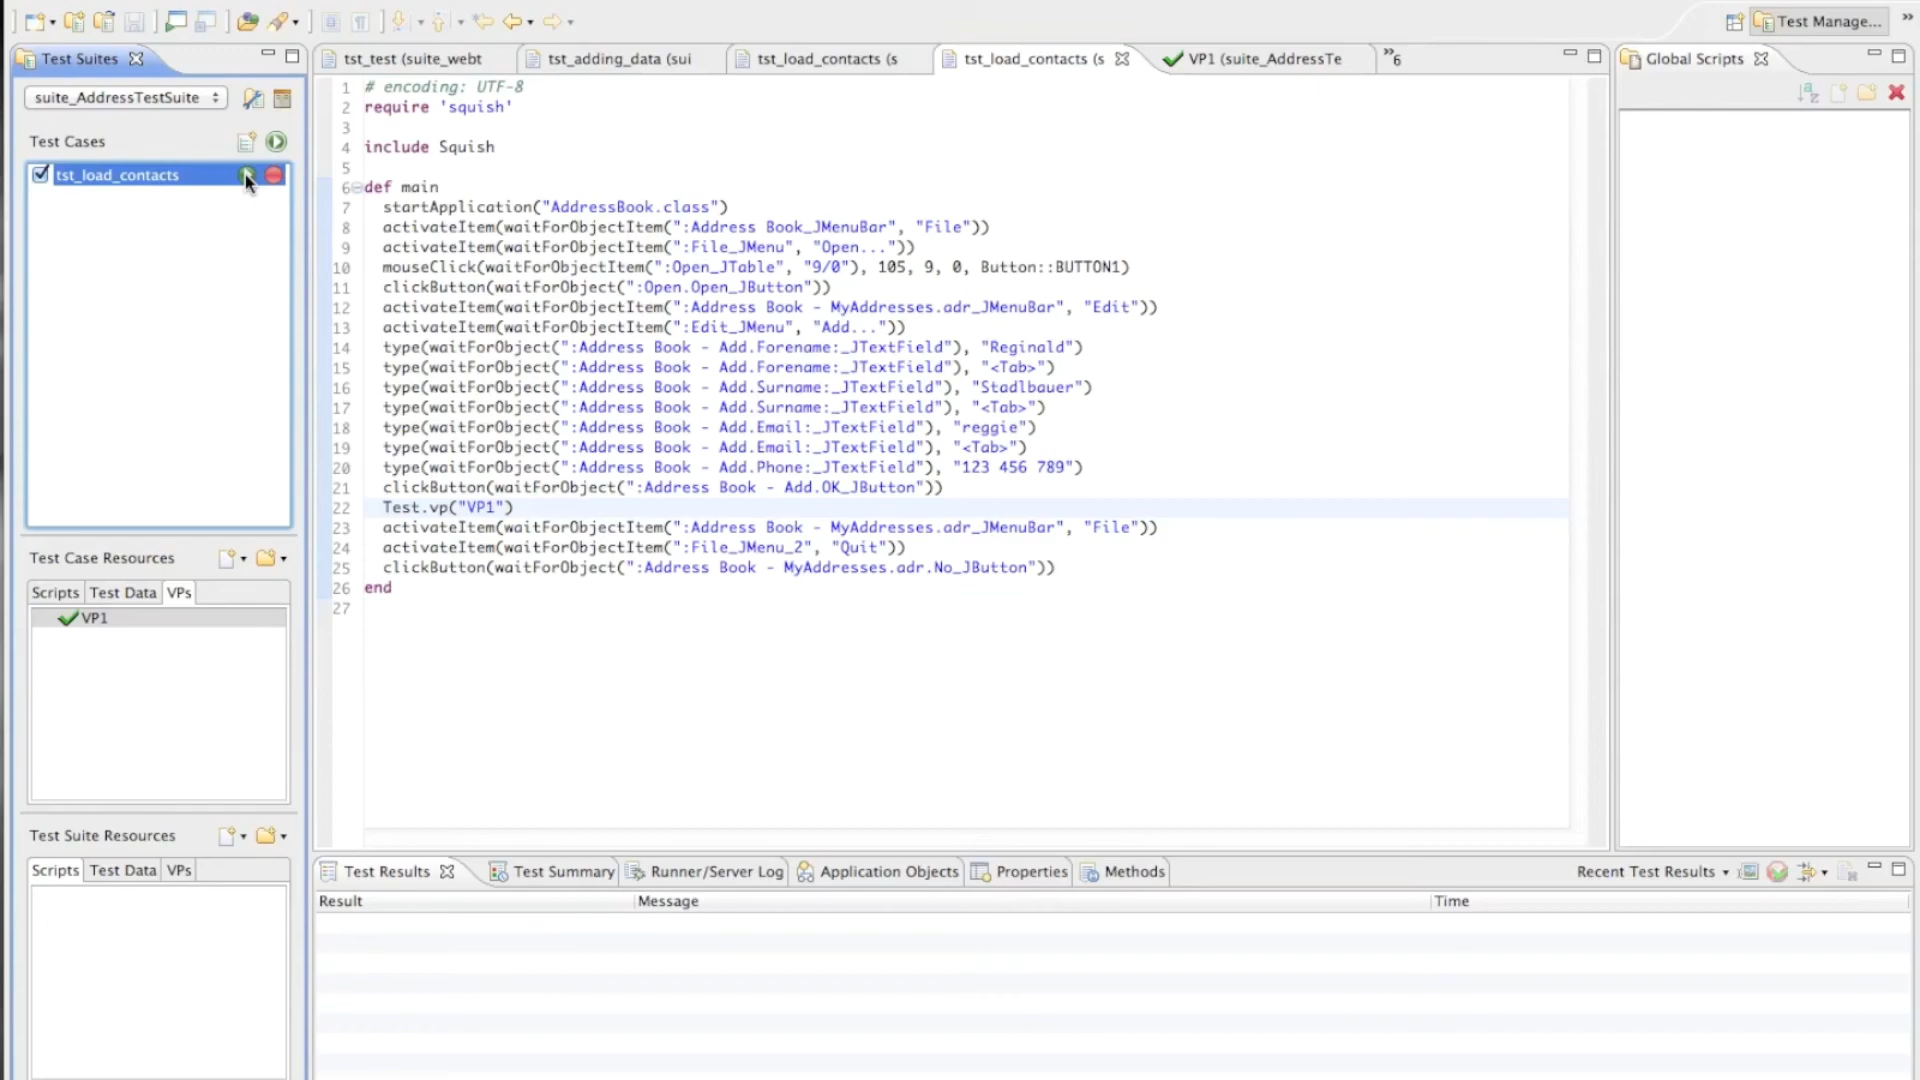 Test Manage...
Test Suites
tst_test (suite_webt
tst_adding_data (sui
tst_load_contacts (s
tst_load_contacts (s
VP1 (suite_AddressTe
»6
Global Scripts
suite_AddressTestSuite
Test Cases
tst_load_contacts
1 # encoding: UTF-8
2 require 'squish'
3
4 include Squish
5
6 def main
7 startApplication("AddressBook.class")
8 activateItem(waitForObjectItem(":Address Book_JMenuBar", "File"))
9 activateItem(waitForObjectItem(":File_JMenu", "Open..."))
10 mouseClick(waitForObjectItem(":Open_JTable", "9/0"), 105, 9, 0, Button::BUTTON1)
11 clickButton(waitForObject(":Open.Open_JButton"))
12 activateItem(waitForObjectItem(":Address Book - MyAddresses.adr_JMenuBar", "Edit"))
13 activateItem(waitForObjectItem(":Edit_JMenu", "Add..."))
14 type(waitForObject(":Address Book - Add.Forename:_JTextField"), "Reginald")
15 type(waitForObject(":Address Book - Add.Forename:_JTextField"), "<Tab>")
16 type(waitForObject(":Address Book - Add.Surname:_JTextField"), "Stadlbauer")
17 type(waitForObject(":Address Book - Add.Surname:_JTextField"), "<Tab>")
18 type(waitForObject(":Address Book - Add.Email:_JTextField"), "reggie")
19 type(waitForObject(":Address Book - Add.Email:_JTextField"), "<Tab>")
20 type(waitForObject(":Address Book - Add.Phone:_JTextField"), "123 456 789")
21 clickButton(waitForObject(":Address Book - Add.OK_JButton"))
22 Test.vp("VP1")
23 activateItem(waitForObjectItem(":Address Book - MyAddresses.adr_JMenuBar", "File"))
24 activateItem(waitForObjectItem(":File_JMenu_2", "Quit"))
25 clickButton(waitForObject(":Address Book - MyAddresses.adr.No_JButton"))
26 end
27
Test Case Resources
Scripts Test Data VPs
VP1
Test Suite Resources
Scripts Test Data VPs
Test Results
Test Summary
Runner/Server Log
Application Objects
Properties
Methods
Recent Test Results
Result Message Time